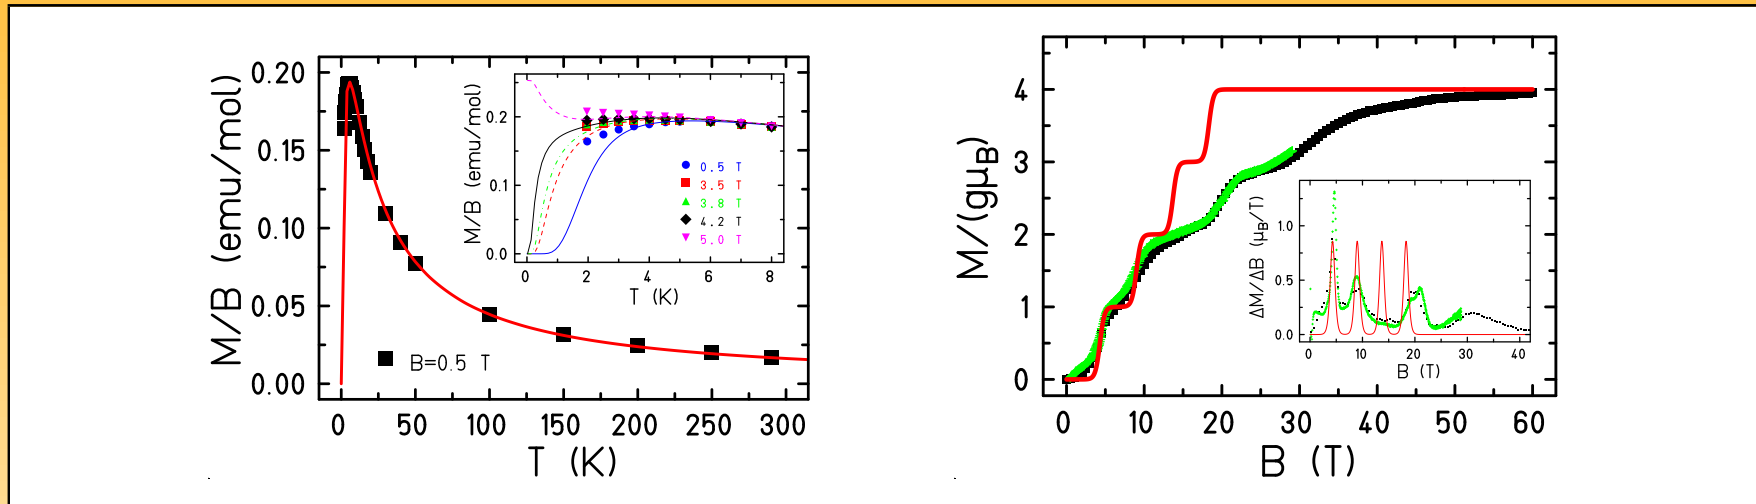 M/B (emu/mol)
0.20
0.15
0.10
0.05
0.00
0 50 100 150 200 250 300
T (K)
B=0.5 T
M/B (emu/mol)
0.2
0.1
0.0
0 2 4 6 8
T (K)
0.5 T
3.5 T
3.8 T
4.2 T
5.0 T
M/(gμB)
4
3
2
1
0
0 10 20 30 40 50 60
B (T)
ΔM/ΔB (μB/T)
1.0
0.5
0.0
0 10 20 30 40
B (T)